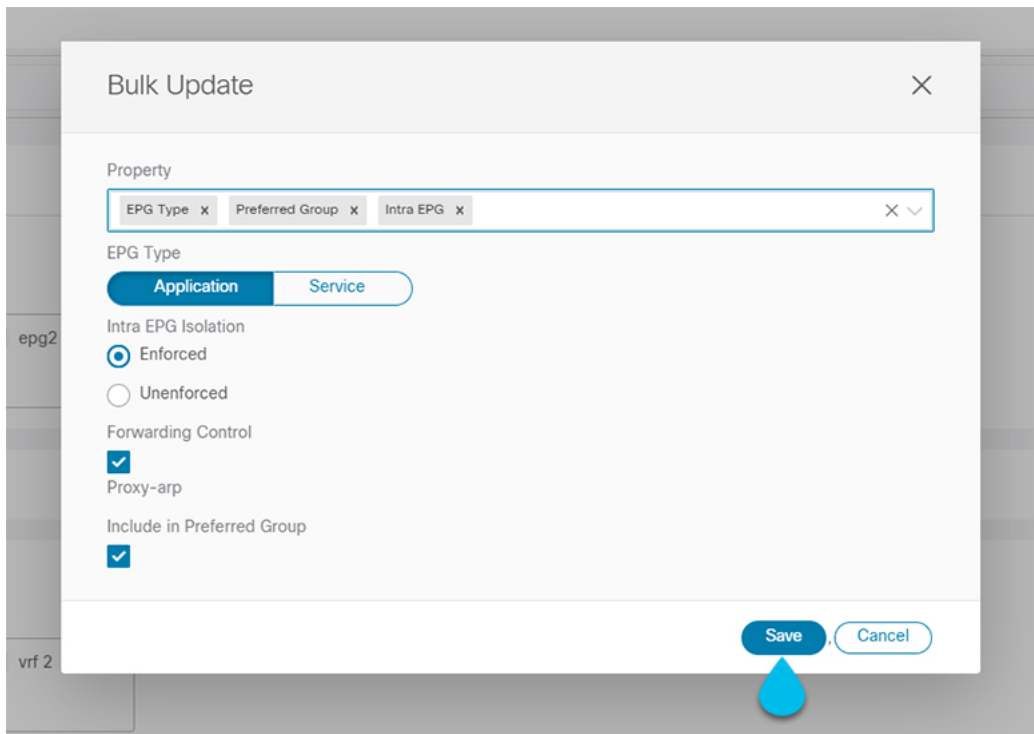 Bulk Update
Property
EPG Type x Preferred Group x Intra EPG x
EPG Type
Application Service
Intra EPG Isolation
epg2
Enforced
Unenforced
Forwarding Control
Proxy-arp
Include in Preferred Group
Save , Cancel
vrf 2